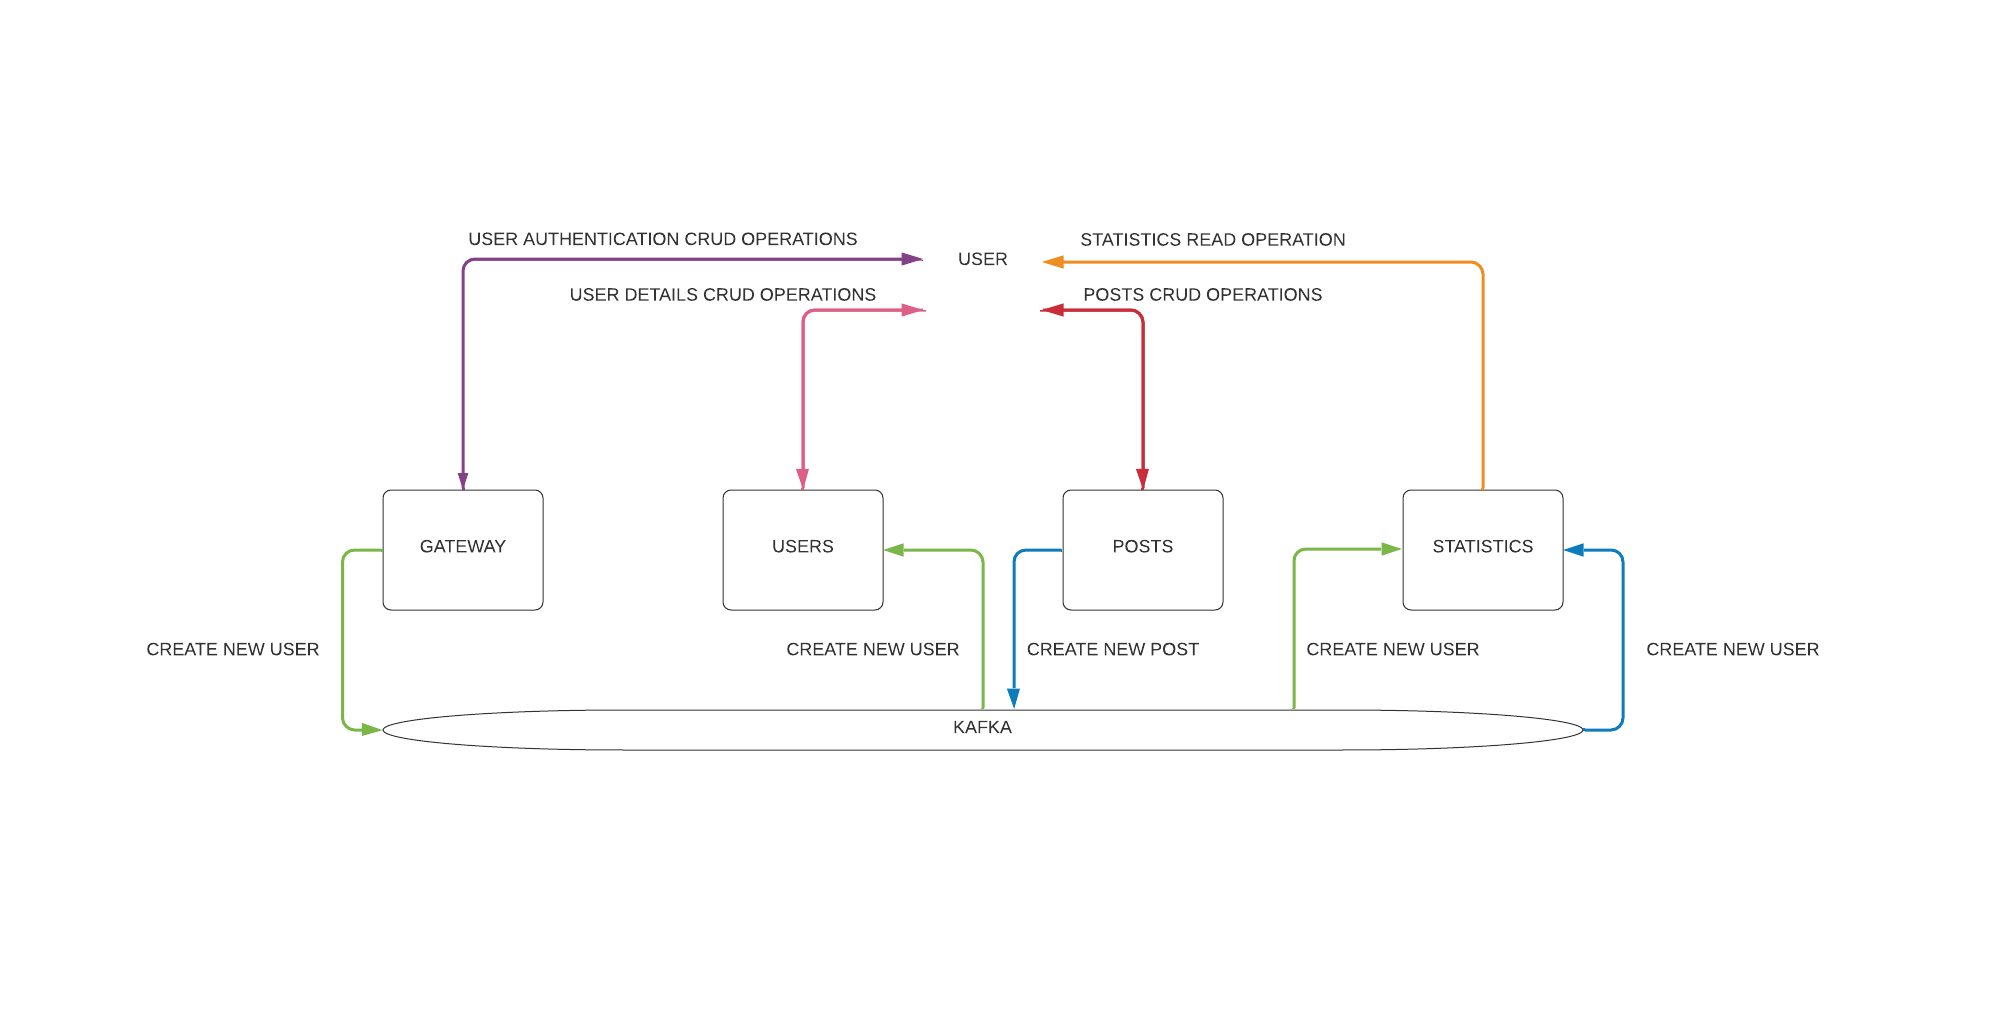 USER AUTHENTICATION CRUD OPERATIONS
USER
STATISTICS READ OPERATION
USER DETAILS CRUD OPERATIONS
POSTS CRUD OPERATIONS
GATEWAY
USERS
POSTS
STATISTICS
CREATE NEW USER
CREATE NEW USER
CREATE NEW POST
CREATE NEW USER
CREATE NEW USER
KAFKA